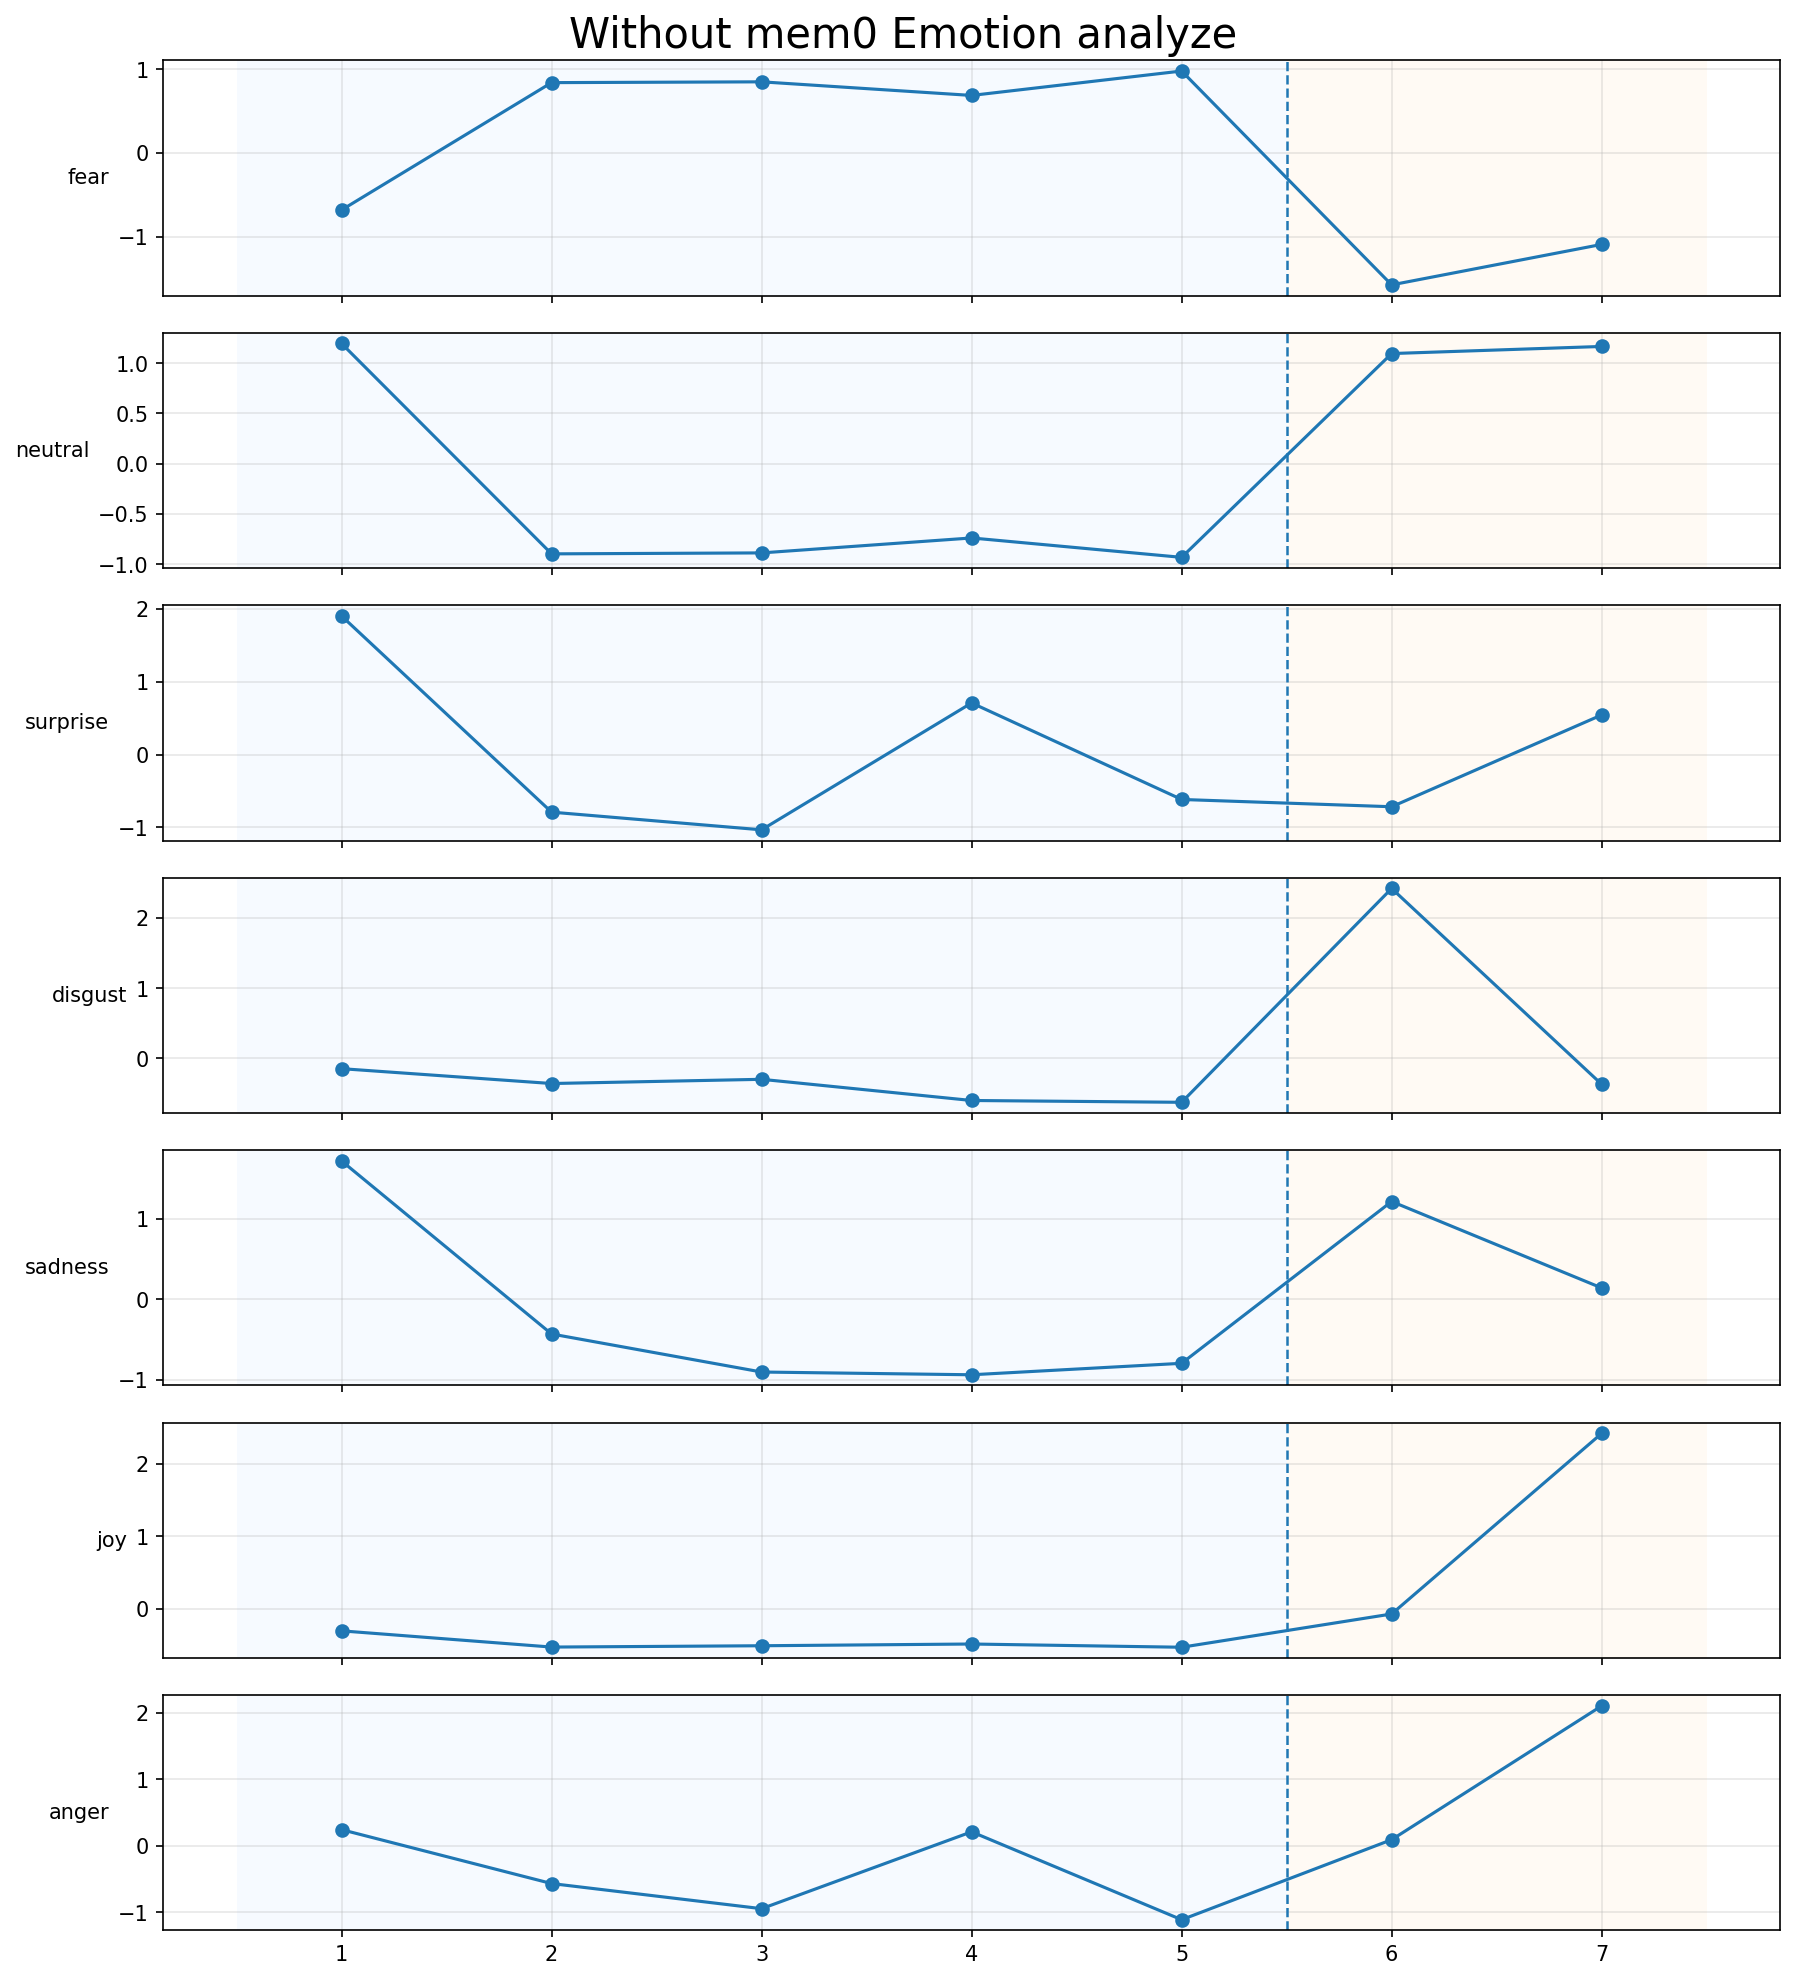 Without mem0 Emotion analyze
1
0
−1
fear
1.0
0.5
0.0
−0.5
−1.0
neutral
2
1
0
−1
surprise
2
1
0
disgust
1
0
−1
sadness
2
1
0
joy
2
1
0
−1
anger
1 2 3 4 5 6 7